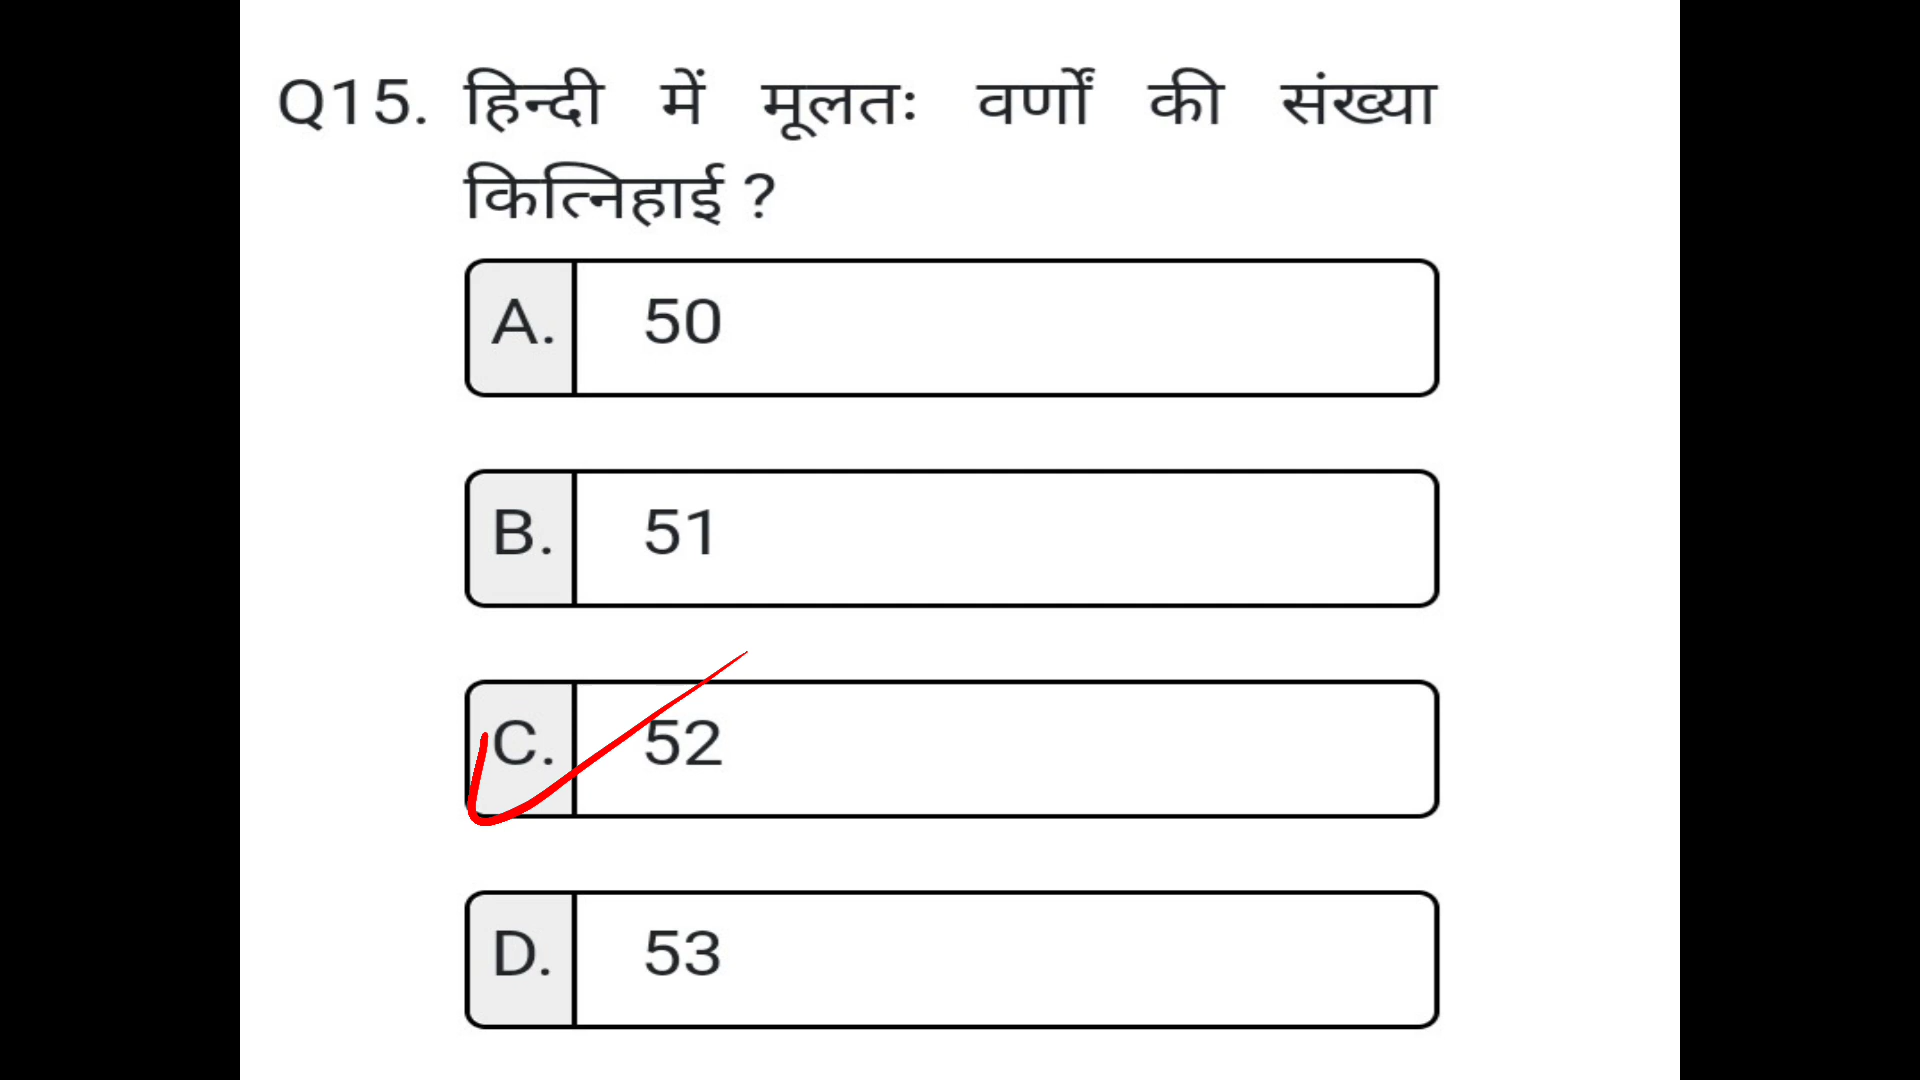 Q15. हिन्दी में मूलतः वर्णों की संख्या
कित्निहाई ?
A. 50
B. 51
C. 52
D. 53